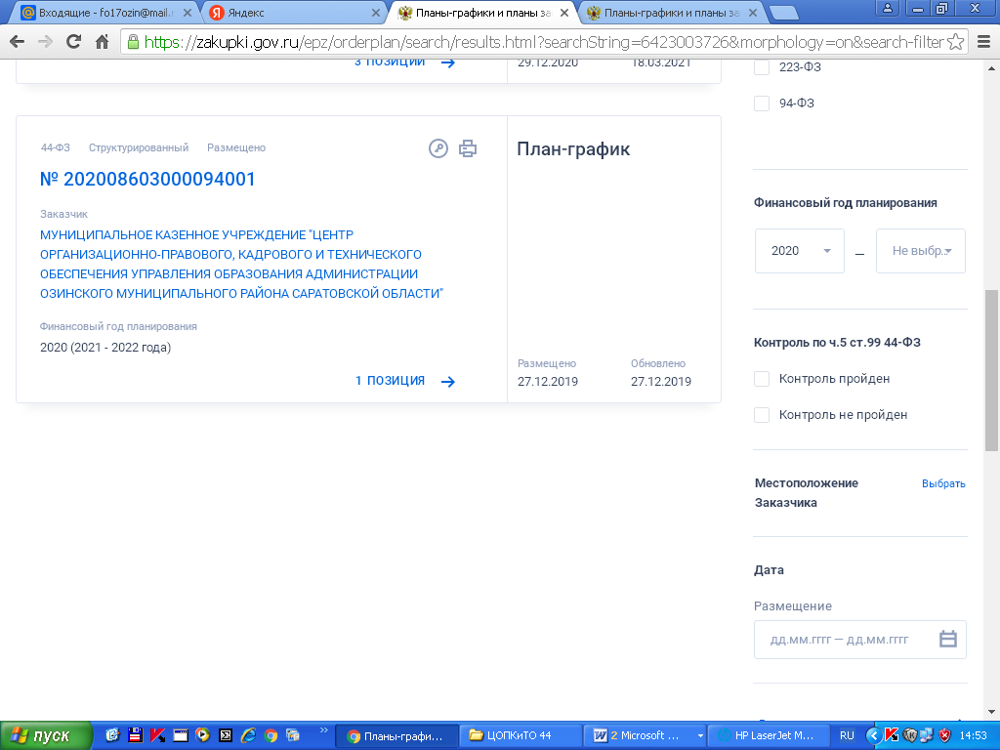 Входящие - fo17ozin@mail.r
Яндекс
Планы-графики и планы за
Планы-графики и планы за
https://zakupki.gov.ru/epz/orderplan/search/results.html?searchString=6423003726&morphology=on&search-filter
3 ПОЗИЦИИ
29.12.2020
18.03.2021
223-ФЗ
94-ФЗ
44-ФЗ Структурированный Размещено
План-график
№ 202008603000094001
Заказчик
МУНИЦИПАЛЬНОЕ КАЗЕННОЕ УЧРЕЖДЕНИЕ "ЦЕНТР
ОРГАНИЗАЦИОННО-ПРАВОВОГО, КАДРОВОГО И ТЕХНИЧЕСКОГО
ОБЕСПЕЧЕНИЯ УПРАВЛЕНИЯ ОБРАЗОВАНИЯ АДМИНИСТРАЦИИ
ОЗИНСКОГО МУНИЦИПАЛЬНОГО РАЙОНА САРАТОВСКОЙ ОБЛАСТИ"
Финансовый год планирования
2020 (2021 - 2022 года)
1 ПОЗИЦИЯ
Размещено
27.12.2019
Обновлено
27.12.2019
Финансовый год планирования
2020 — Не выбр..
Контроль по ч.5 ст.99 44-ФЗ
Контроль пройден
Контроль не пройден
Местоположение
Заказчика
Выбрать
Дата
Размещение
дд.мм.гггг — дд.мм.гггг
пуск
Планы-графи...
ЦОПКиТО 44
2 Microsoft ...
HP LaserJet M...
RU
14:53